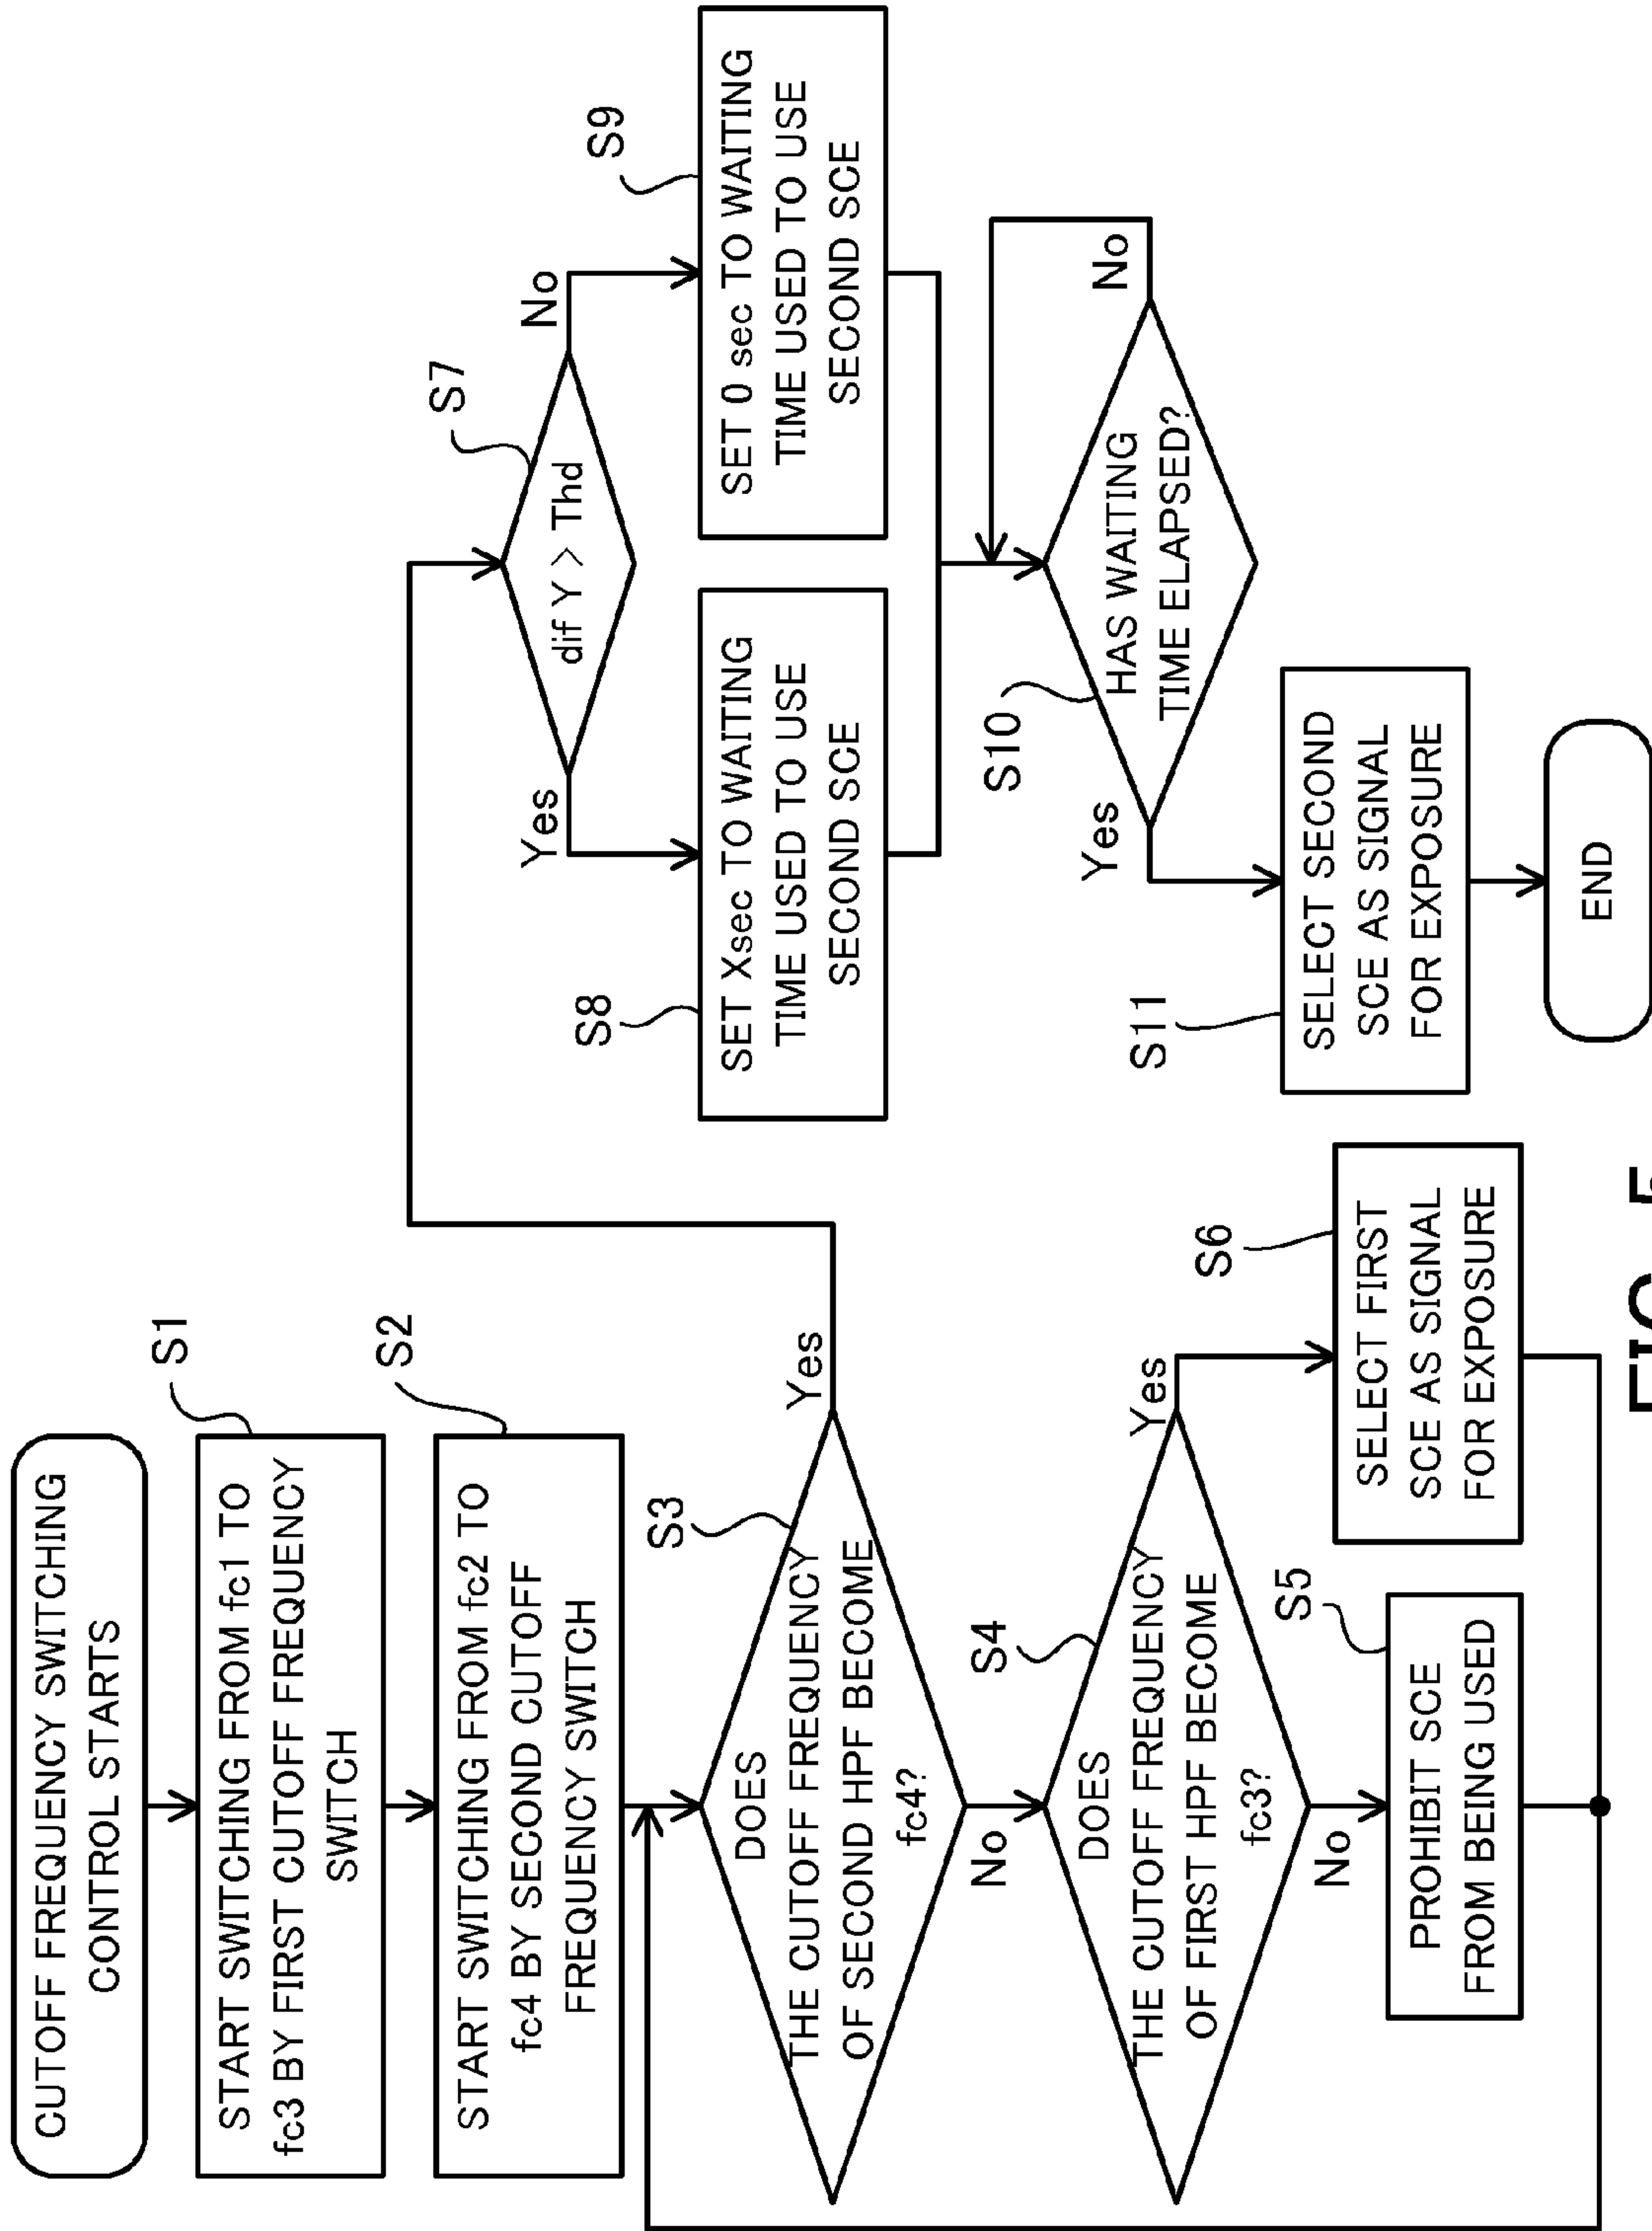 CUTOFF FREQUENCY SWITCHING
CONTROL STARTS
S1
START SWITCHING FROM fc1 TO
fc3 BY FIRST CUTOFF FREQUENCY
SWITCH
S2
START SWITCHING FROM fc2 TO
fc4 BY SECOND CUTOFF
FREQUENCY SWITCH
S3
DOES
THE CUTOFF FREQUENCY
OF SECOND HPF BECOME
fc4?
Yes
No
S4
DOES
THE CUTOFF FREQUENCY
OF FIRST HPF BECOME
fc3?
Yes
No
S5
PROHIBIT SCE
FROM BEING USED
S6
SELECT FIRST
SCE AS SIGNAL
FOR EXPOSURE
S7
dif Y > Thd
Yes
No
S8
SET Xsec TO WAITING
TIME USED TO USE
SECOND SCE
S9
SET 0 sec TO WAITING
TIME USED TO USE
SECOND SCE
S10
HAS WAITING
TIME ELAPSED?
No
Yes
S11
SELECT SECOND
SCE AS SIGNAL
FOR EXPOSURE
END